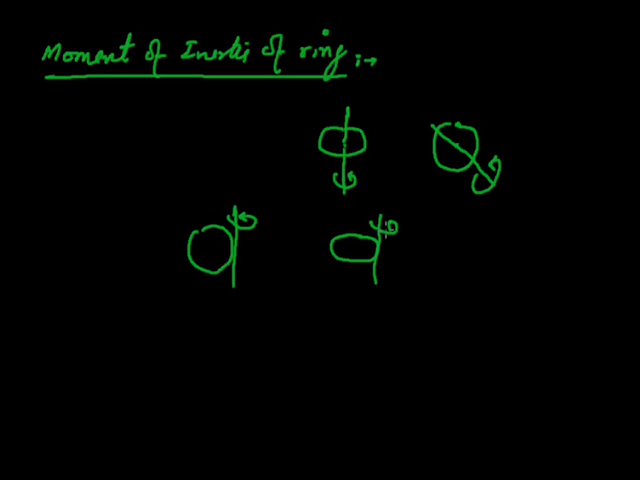 Moment of Inertia of ring :→